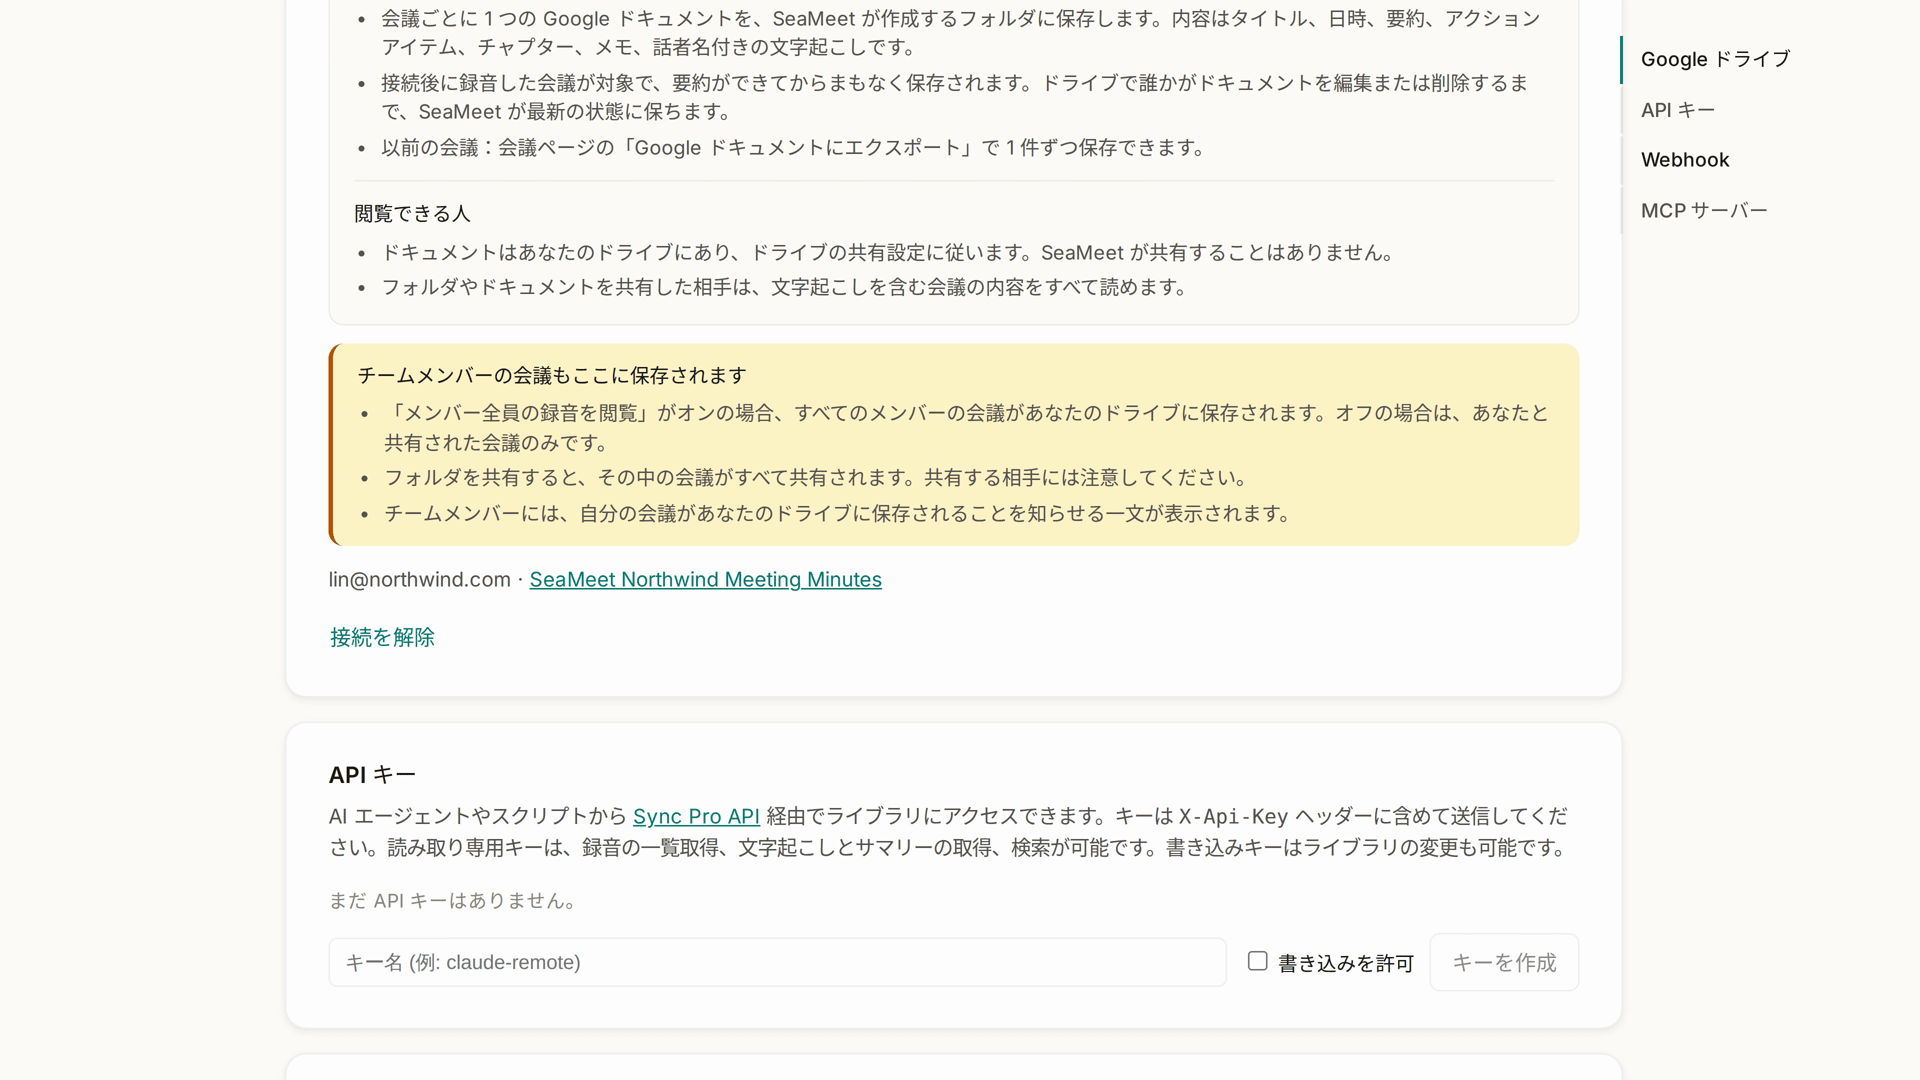 会議ごとに 1 つの Google ドキュメントを、SeaMeet が作成するフォルダに保存します。内容はタイトル、日時、要約、アクション
アイテム、チャプター、メモ、話者名付きの文字起こしです。
接続後に録音した会議が対象で、要約ができてからまもなく保存されます。ドライブで誰かがドキュメントを編集または削除するま
で、SeaMeet が最新の状態に保ちます。
以前の会議：会議ページの「Google ドキュメントにエクスポート」で 1 件ずつ保存できます。
閲覧できる人
ドキュメントはあなたのドライブにあり、ドライブの共有設定に従います。SeaMeet が共有することはありません。
フォルダやドキュメントを共有した相手は、文字起こしを含む会議の内容をすべて読めます。
チームメンバーの会議もここに保存されます
「メンバー全員の録音を閲覧」がオンの場合、すべてのメンバーの会議があなたのドライブに保存されます。オフの場合は、あなたと
共有された会議のみです。
フォルダを共有すると、その中の会議がすべて共有されます。共有する相手には注意してください。
チームメンバーには、自分の会議があなたのドライブに保存されることを知らせる一文が表示されます。
lin@northwind.com · SeaMeet Northwind Meeting Minutes
接続を解除
API キー
AI エージェントやスクリプトから Sync Pro API 経由でライブラリにアクセスできます。キーは X-Api-Key ヘッダーに含めて送信してくだ
さい。読み取り専用キーは、録音の一覧取得、文字起こしとサマリーの取得、検索が可能です。書き込みキーはライブラリの変更も可能です。
まだ API キーはありません。
キー名 (例: claude-remote)
書き込みを許可
キーを作成
Google ドライブ
API キー
Webhook
MCP サーバー